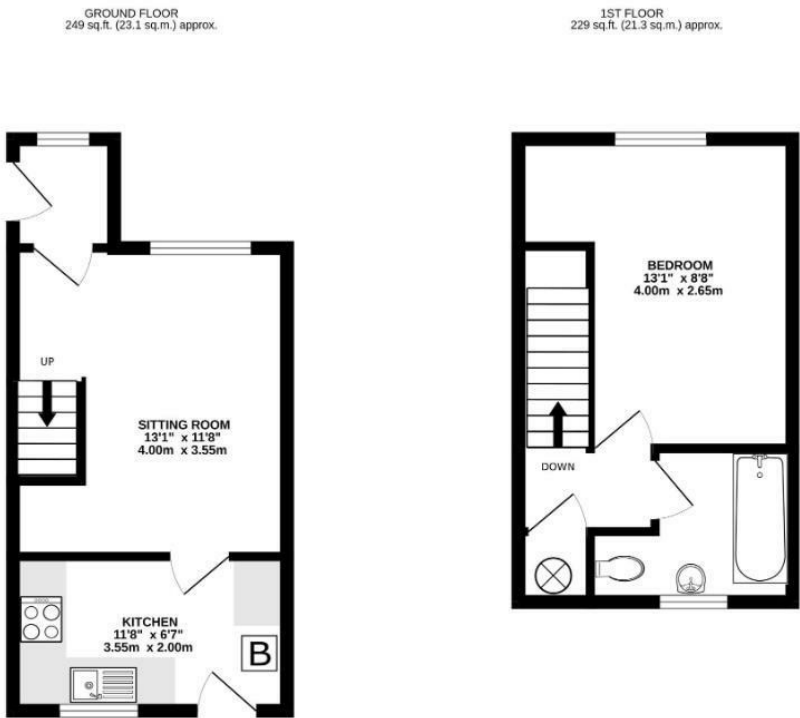 GROUND FLOOR
249 sq.ft. (23.1 sq.m.) approx.
1ST FLOOR
229 sq.ft. (21.3 sq.m.) approx.
UP
SITTING ROOM
13'1" x 11'8"
4.00m x 3.55m
KITCHEN
11'8" x 6'7"
3.55m x 2.00m
B
BEDROOM
13'1" x 8'8"
4.00m x 2.65m
DOWN